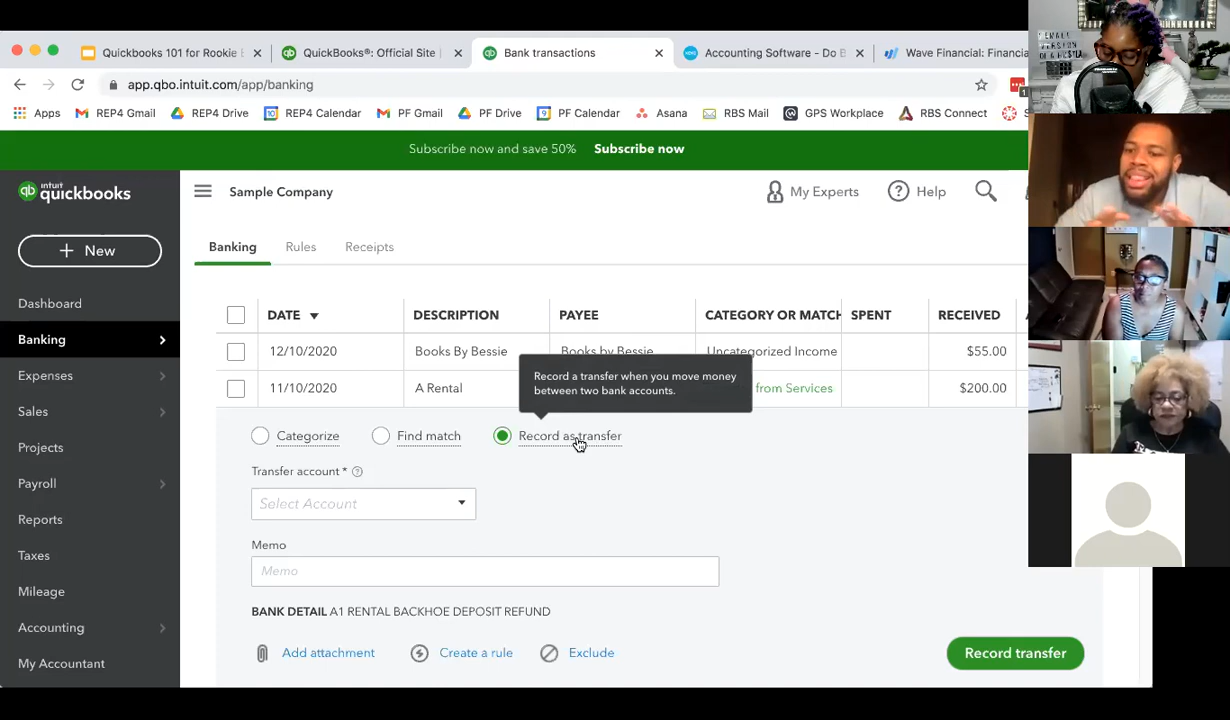 Quickbooks 101 for Rookie
QuickBooks®: Official Site
Bank transactions
Accounting Software - Do B
Wave Financial: Financia
app.qbo.intuit.com/app/banking
Apps
REP4 Gmail
REP4 Drive
REP4 Calendar
PF Gmail
PF Drive
PF Calendar
Asana
RBS Mail
GPS Workplace
RBS Connect
Subscribe now and save 50% Subscribe now
intuit
quickbooks
Sample Company
My Experts
Help
+ New
Banking
Rules
Receipts
Dashboard
Banking
Expenses
Sales
Projects
Payroll
Reports
Taxes
Mileage
Accounting
My Accountant
DATE DESCRIPTION PAYEE CATEGORY OR MATCH SPENT RECEIVED
12/10/2020 Books By Bessie Books by Bessie Uncategorized Income $55.00
11/10/2020 A Rental from Services $200.00
Record a transfer when you move money
between two bank accounts.
Categorize
Find match
Record as transfer
Transfer account *
Select Account
Memo
Memo
BANK DETAIL A1 RENTAL BACKHOE DEPOSIT REFUND
Add attachment
Create a rule
Exclude
Record transfer